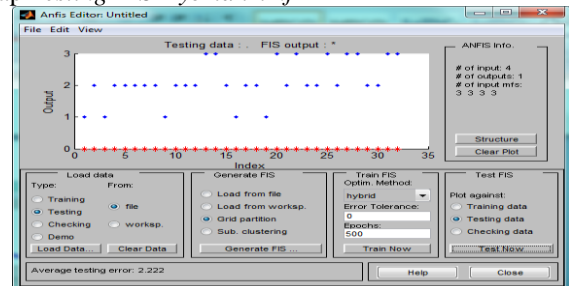 Anfis Editor: Untitled
File Edit View
Testing data : . FIS output : *
3
2
1
0
Output
0 5 10 15 20 25 30 35
Index
ANFIS Info.
# of input: 4
# of outputs: 1
# of input mfs:
3 3 3 3
Structure
Clear Plot
Load data
Type: From:
Training
Testing
Checking
Demo
file
worksp.
Load Data... Clear Data
Generate FIS
Load from file
Load from worksp.
Grid partition
Sub. clustering
Generate FIS ...
Train FIS
Optim. Method:
hybrid
Error Tolerance:
0
Epochs:
500
Train Now
Test FIS
Plot against:
Training data
Testing data
Checking data
Test Now
Average testing error: 2.222
Help Close